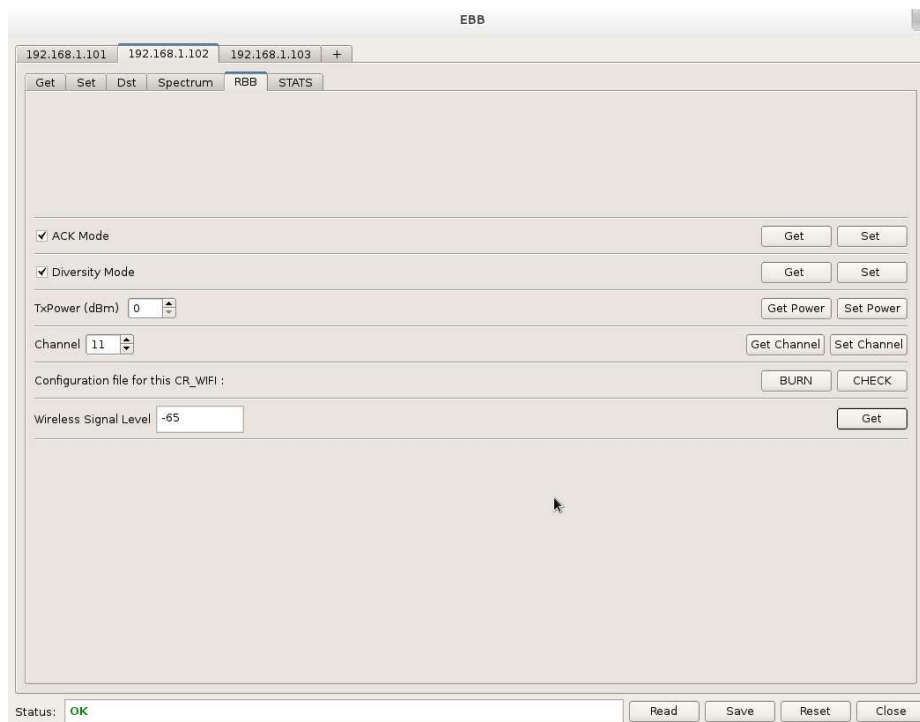 EBB
192.168.1.101 192.168.1.102 192.168.1.103 +
Get Set Dst Spectrum RBB STATS
ACK Mode Get Set
Diversity Mode Get Set
TxPower (dBm) 0 Get Power Set Power
Channel 11 Get Channel Set Channel
Configuration file for this CR_WIFI : BURN CHECK
Wireless Signal Level -65 Get
Status: OK Read Save Reset Close